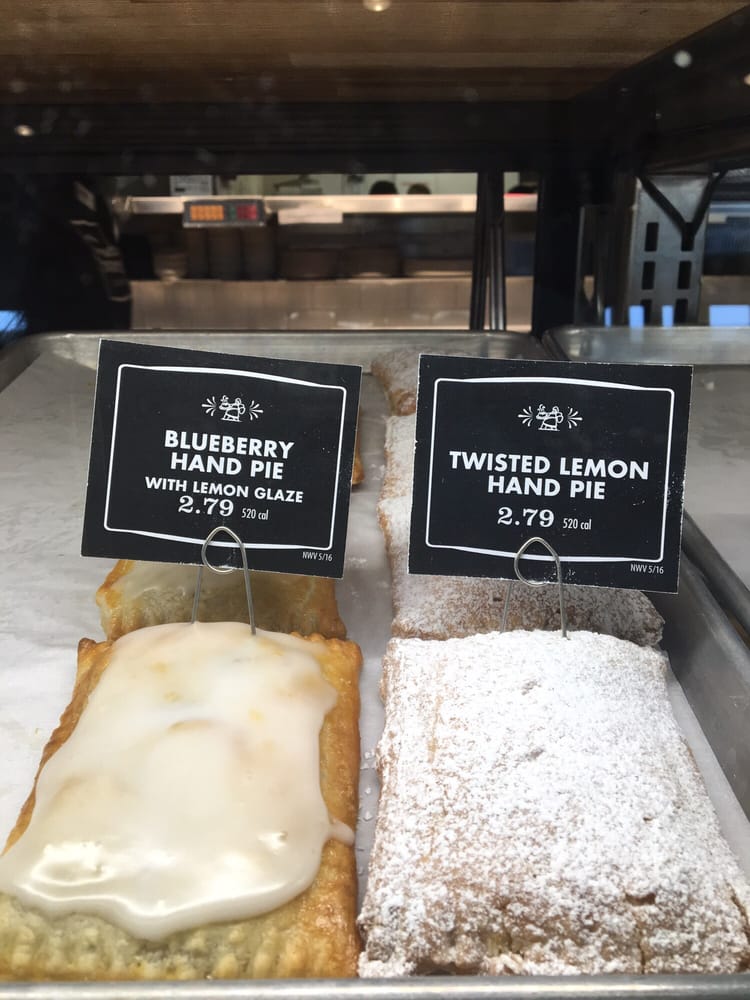 BLUEBERRY
HAND PIE
WITH LEMON GLAZE
2.79 520 cal
NWV 5/16
TWISTED LEMON
HAND PIE
2.79 520 cal
NWV 5/16